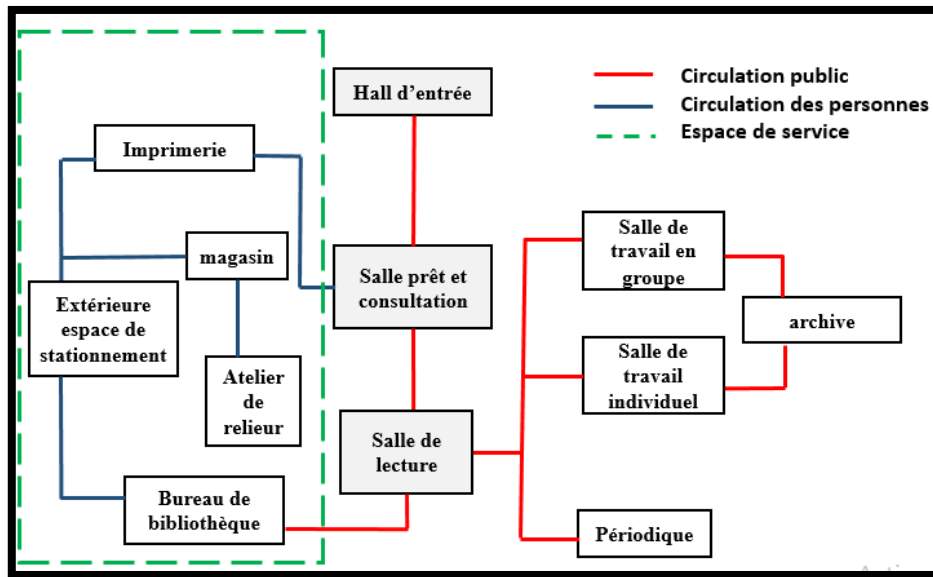 Hall d'entrée
Circulation public
Circulation des personnes
Espace de service
Imprimerie
magasin
Salle prêt et
consultation
Salle de
travail en
groupe
Extérieure
espace de
stationnement
archive
Atelier
de
relieur
Salle de
travail
individuel
Salle de
lecture
Bureau de
bibliothèque
Périodique